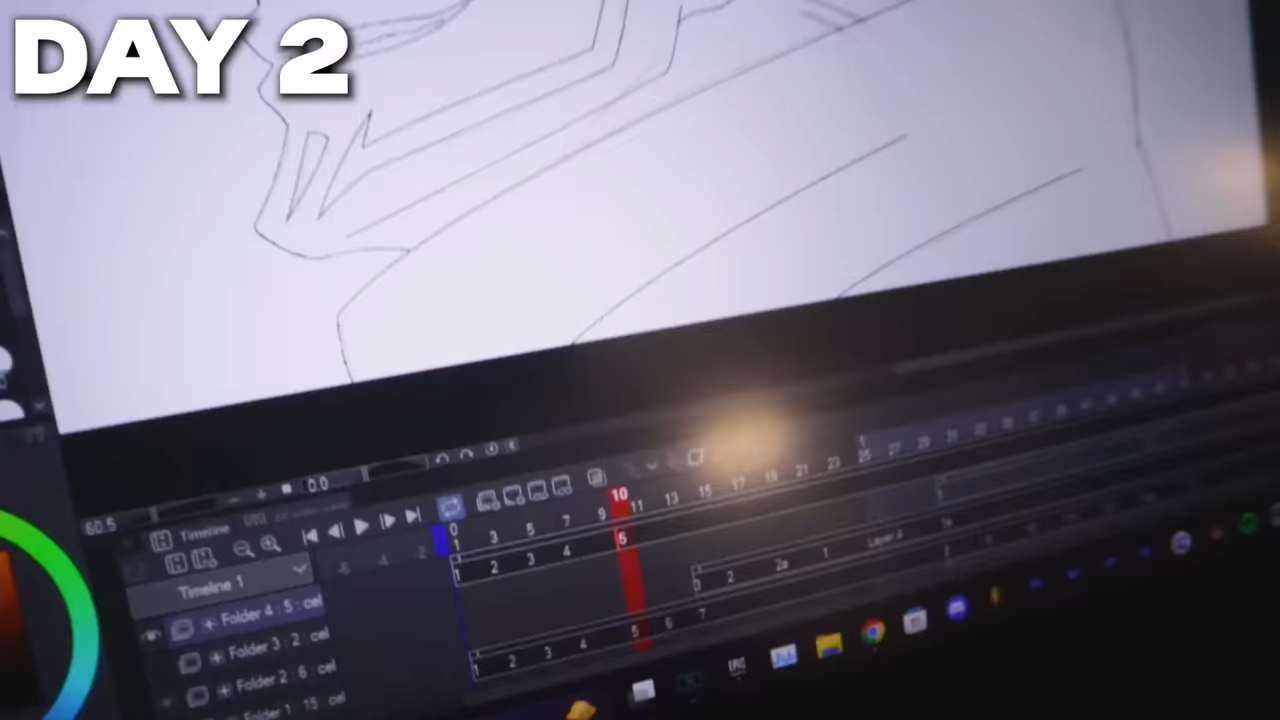 DAY 2
0.0
60.5
Timeline
0 3 5 7 9 10 11 13 15 17 19 21 23 25 27 29 31
1
Timeline 1
1 2 3 4 5
Folder 4 : 5 : cel
2 2a 1
Folder 3 : 2 : cel
1 2 3 4 5 6 7
Folder 2 : 6 : cel
Folder 1 15 cel